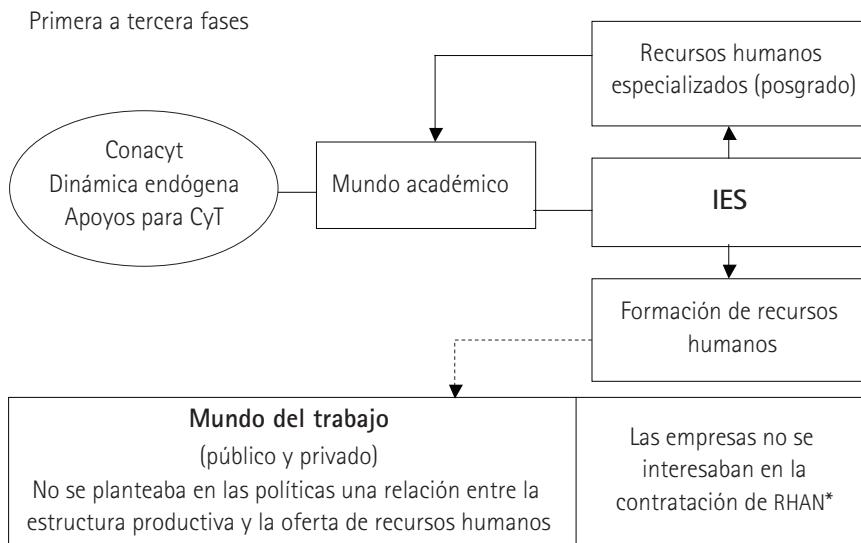 Primera a tercera fases
Recursos humanos
especializados (posgrado)
Conacyt
Dinámica endógena
Apoyos para CyT
Mundo académico
IES
Formación de recursos
humanos
Mundo del trabajo
(público y privado)
No se planteaba en las políticas una relación entre la
estructura productiva y la oferta de recursos humanos
Las empresas no se
interesaban en la
contratación de RHAN*